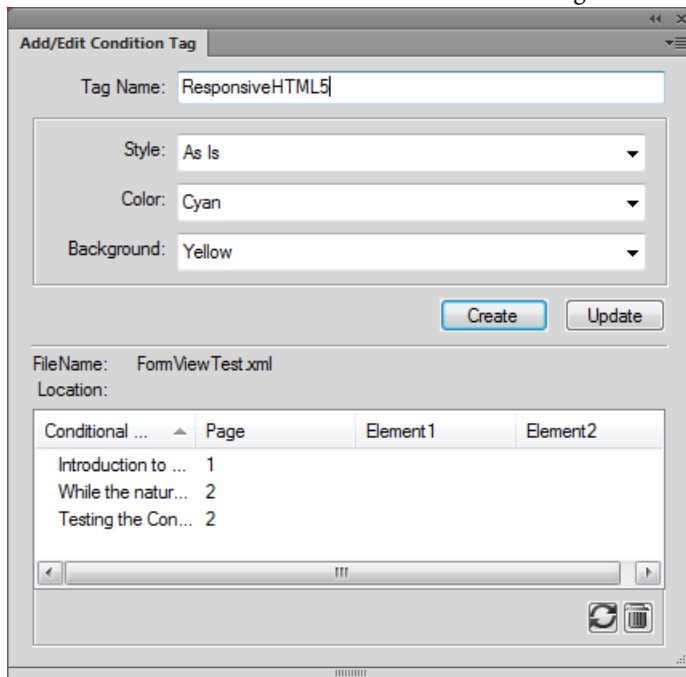 Add/Edit Condition Tag
Tag Name: ResponsiveHTML5
Style: As Is
Color: Cyan
Background: Yellow
Create Update
FileName: FormViewTest.xml
Location:
Conditional ... Page Element1 Element2
Introduction to ... 1
While the natur... 2
Testing the Con... 2